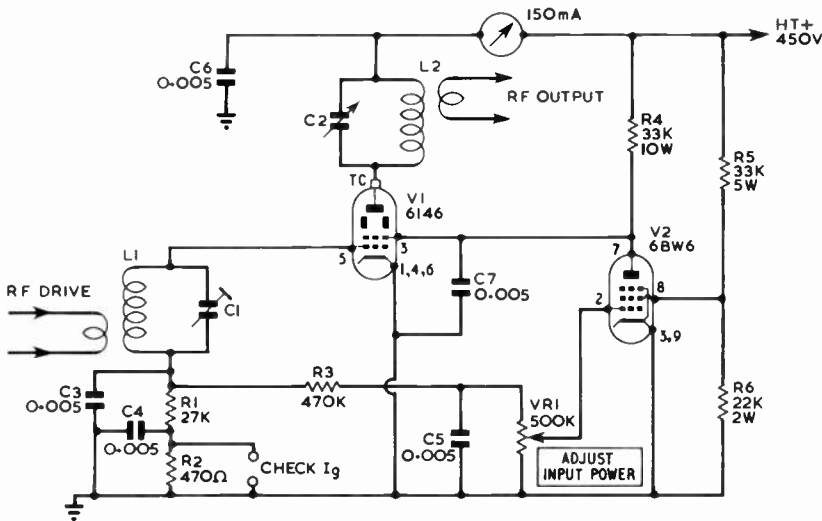 150mA
HT+
450V
C6
0.005
L2
RF OUTPUT
C2
R4
33K
10W
R5
33K
5W
TC
V1
6146
V2
6BW6
7
5
3
1,4,6
8
2
3,9
L1
C7
0.005
RF DRIVE
C1
R3
470K
C3
0.005
R1
27K
C4
0.005
VR1
500K
R6
22K
2W
C5
0.005
R2
470Ω
CHECK Ig
ADJUST
INPUT POWER